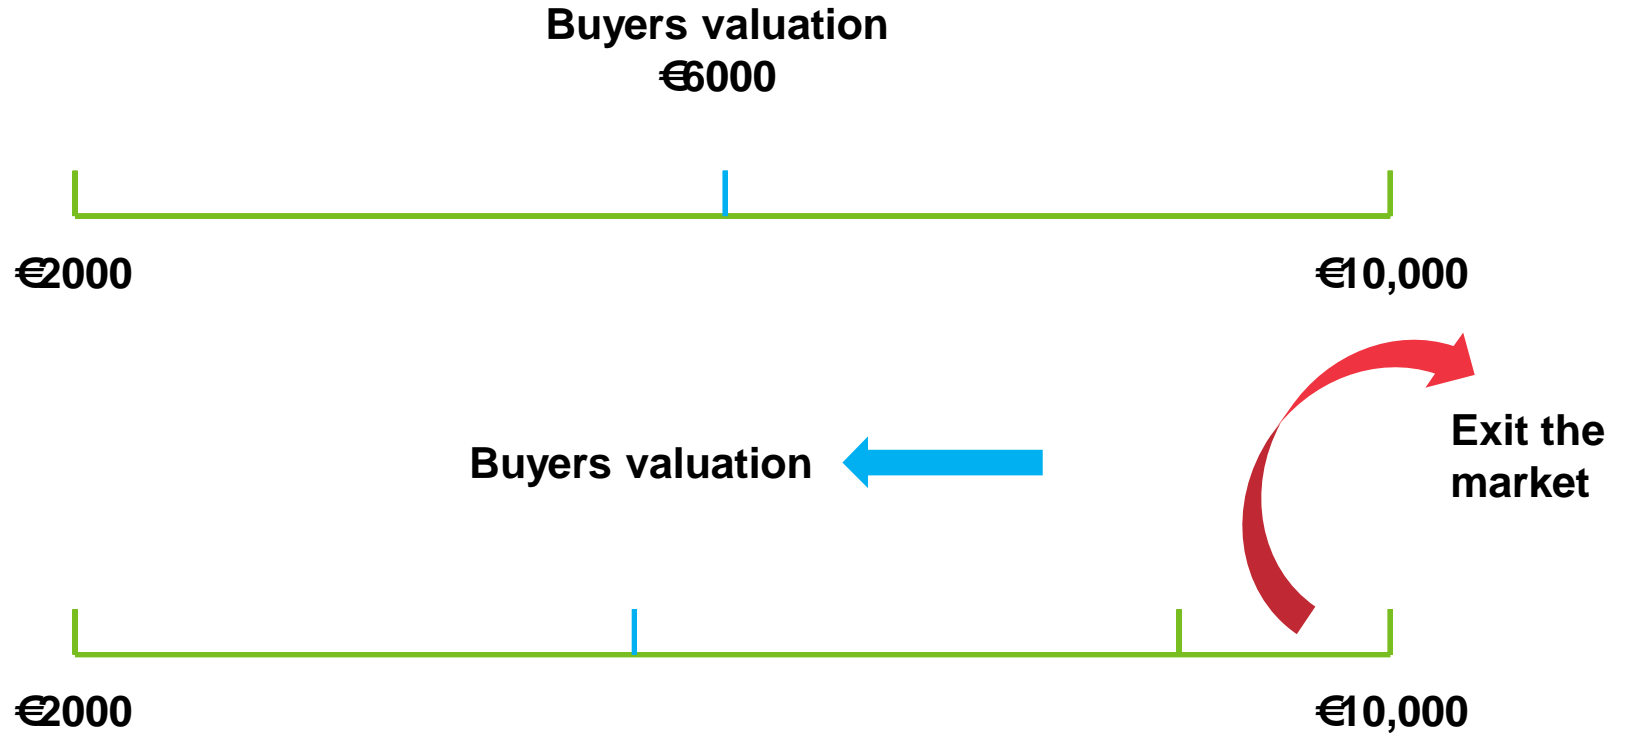 Buyers valuation
€6000
€2000
€10,000
Exit the
market
Buyers valuation
€2000
€10,000